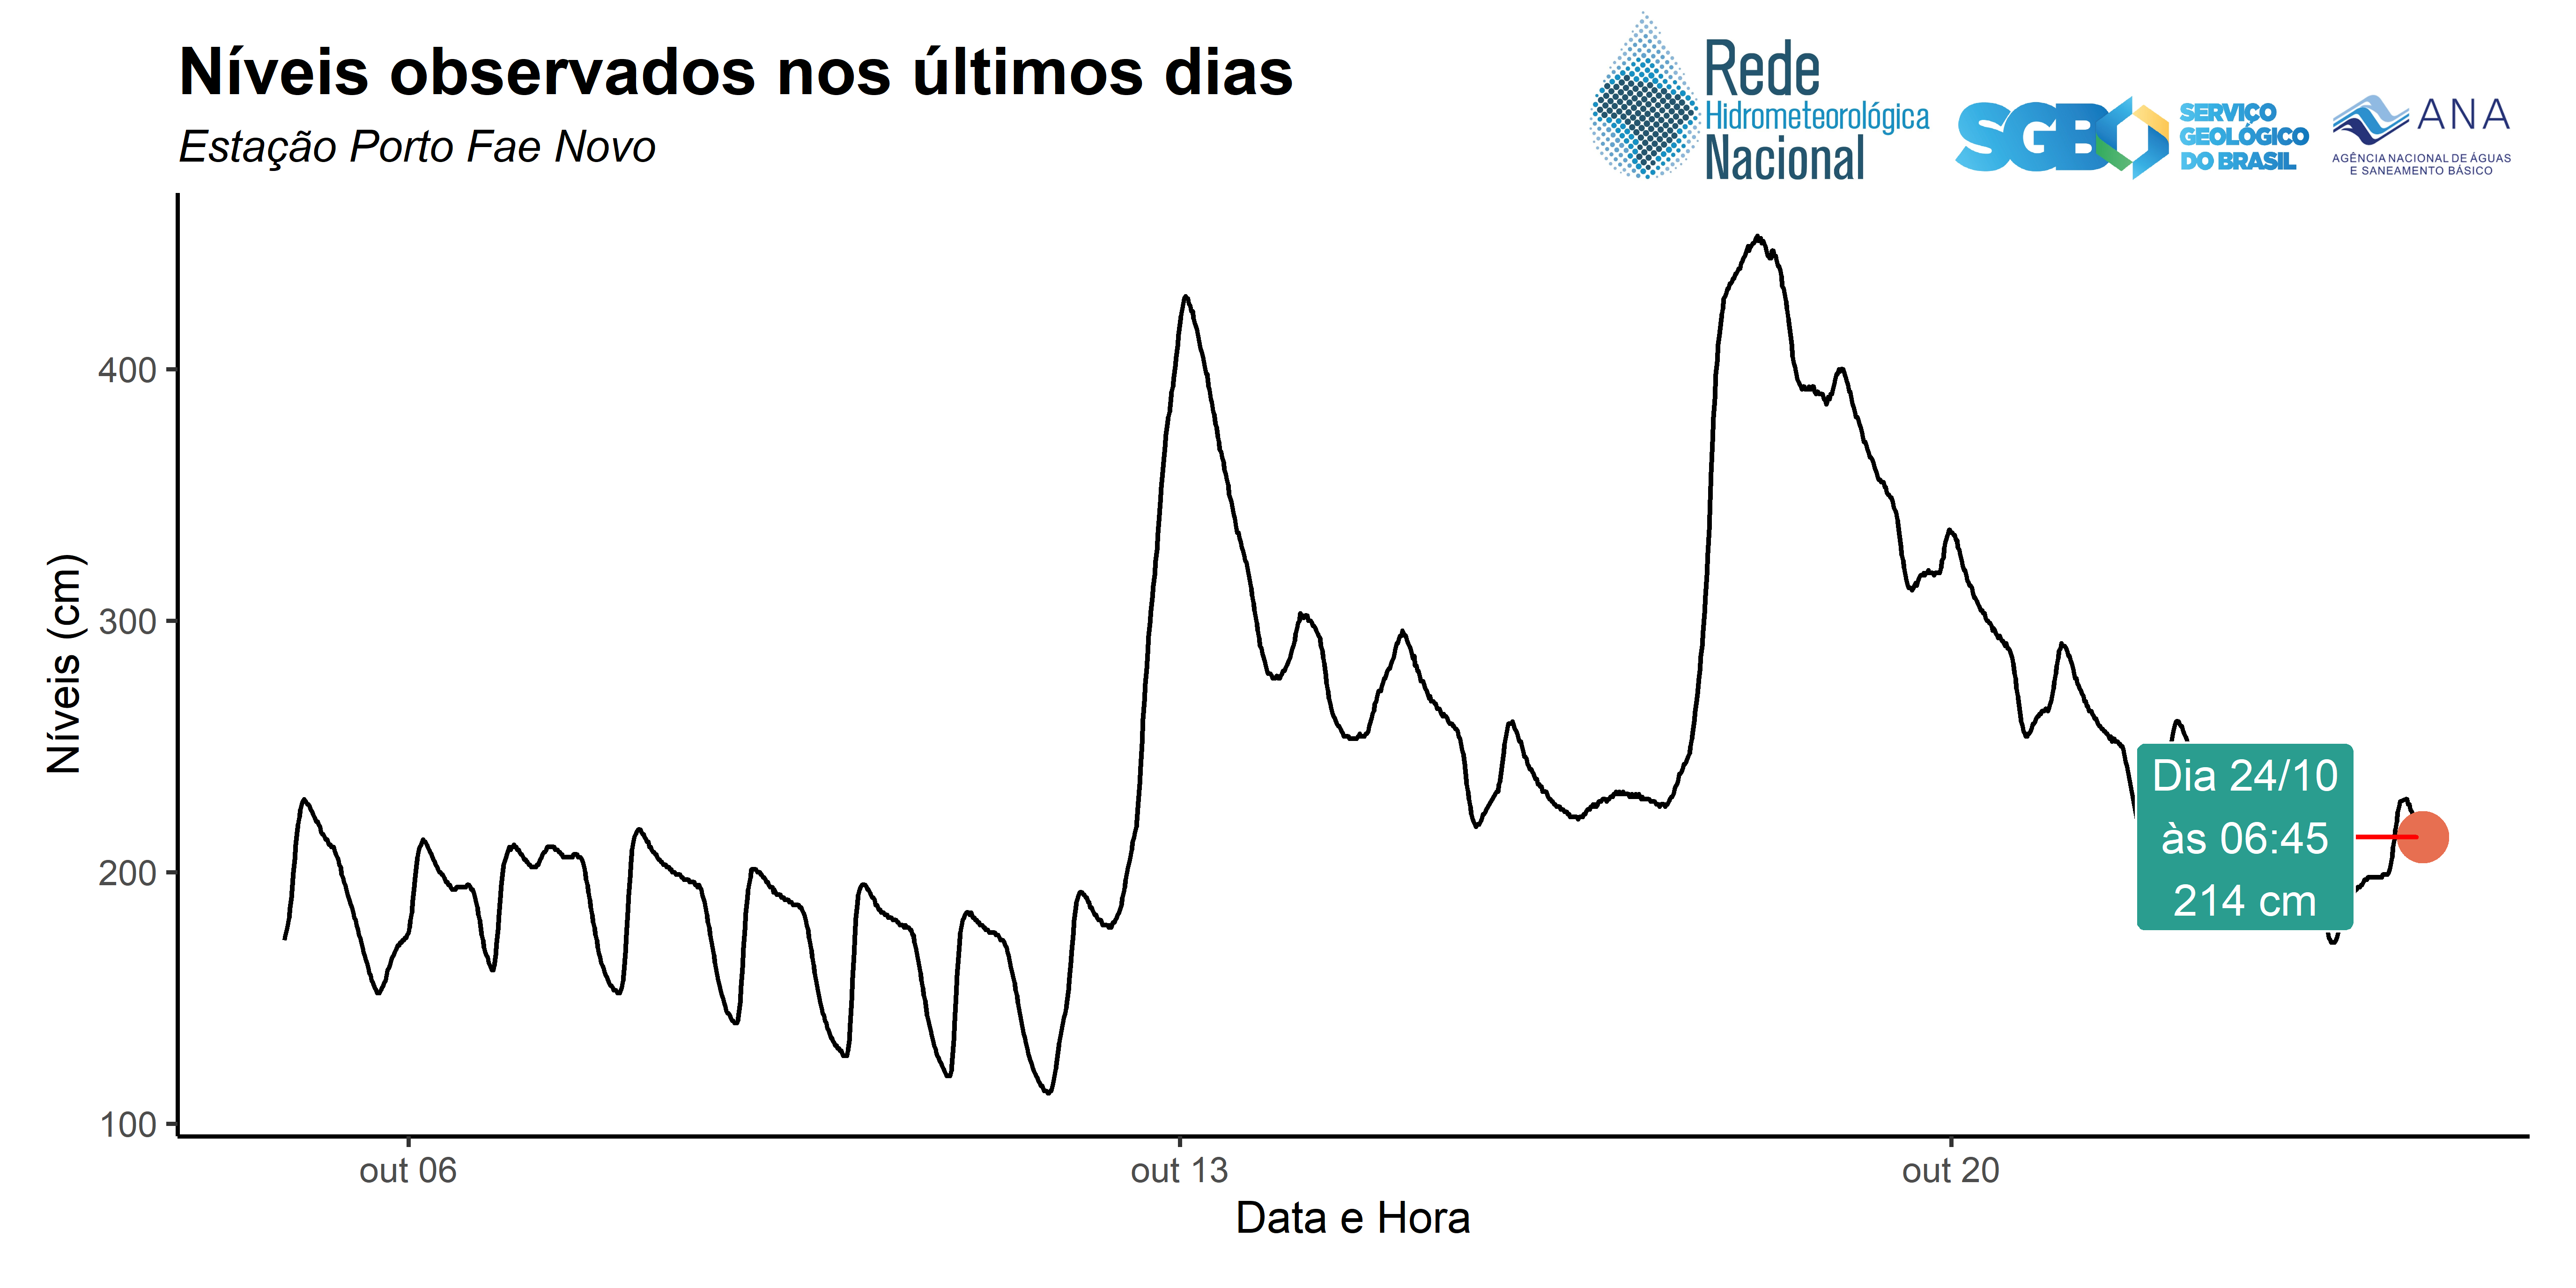 Níveis observados nos últimos dias
Estação Porto Fae Novo
Rede
Hidrometeorológica
Nacional
SGB
SERVIÇO
GEOLÓGICO
DO BRASIL
ANA
AGÊNCIA NACIONAL DE ÁGUAS
E SANEAMENTO BÁSICO
Níveis (cm)
400
300
200
100
Dia 24/10
às 06:45
214 cm
out 06
out 13
out 20
Data e Hora